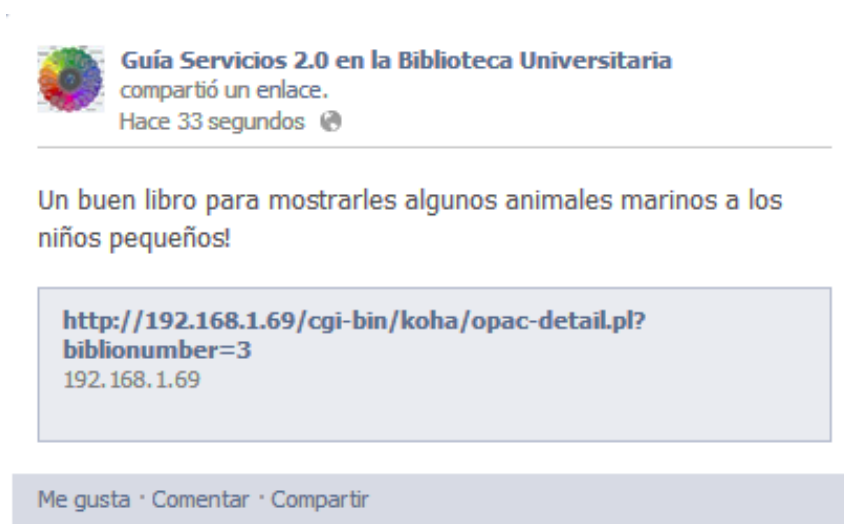 Guía Servicios 2.0 en la Biblioteca Universitaria
compartió un enlace.
Hace 33 segundos
Un buen libro para mostrarles algunos animales marinos a los
niños pequeños!
http://192.168.1.69/cgi-bin/koha/opac-detail.pl?
biblionumber=3
192.168.1.69
Me gusta · Comentar · Compartir